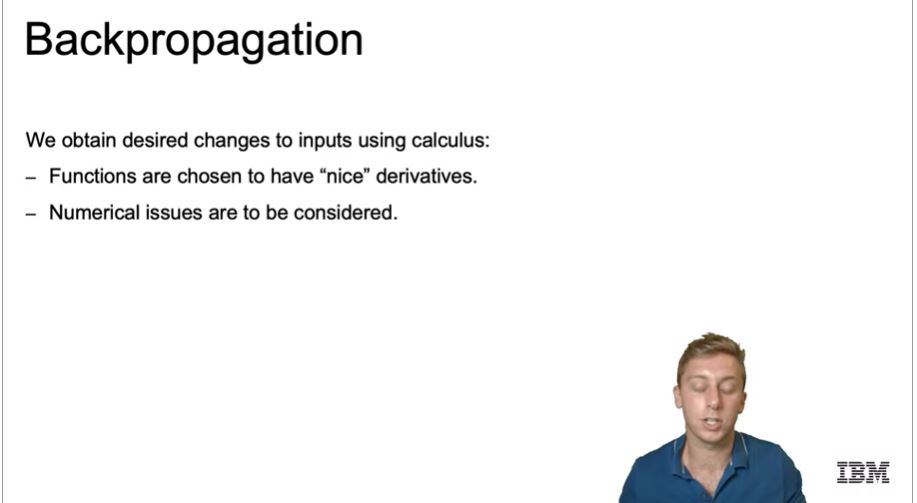 Backpropagation
We obtain desired changes to inputs using calculus:
– Functions are chosen to have “nice” derivatives.
– Numerical issues are to be considered.
IBM